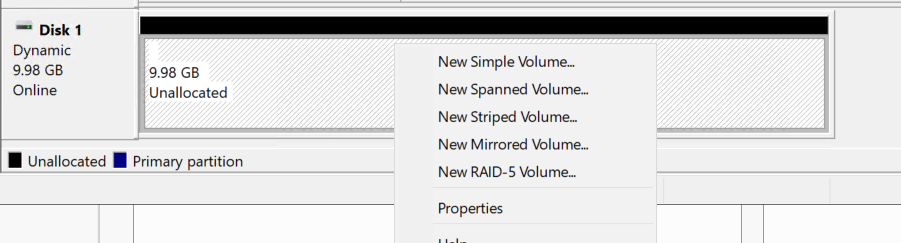 Disk 1
Dynamic
9.98 GB
Online
9.98 GB
Unallocated
New Simple Volume...
New Spanned Volume...
New Striped Volume...
New Mirrored Volume...
New RAID-5 Volume...
Properties
Help
Unallocated Primary partition